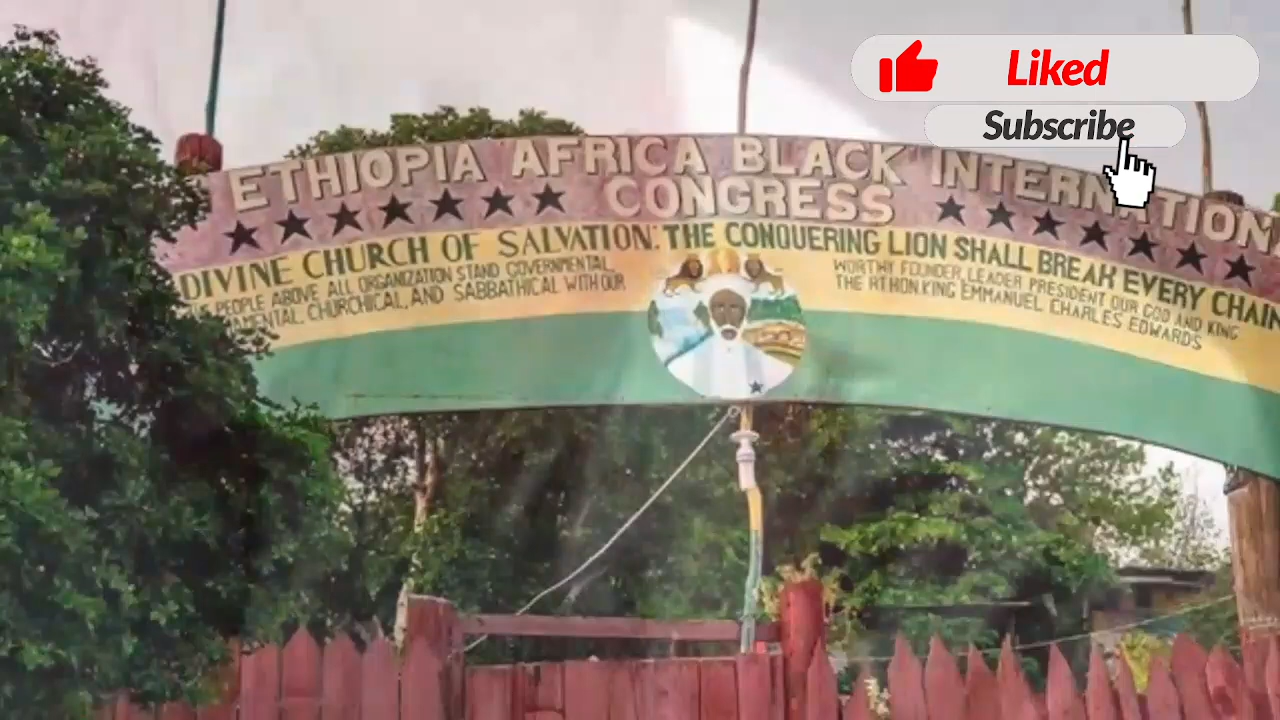 Liked
Subscribe
ETHIOPIA AFRICA BLACK INTERNATION
CONGRESS
DIVINE CHURCH OF SALVATION: THE CONQUERING LION SHALL BREAK EVERY CHAIN
PEOPLE ABOVE ALL ORGANIZATION STAND GOVERNMENTAL,
CHURCHICAL, AND SABBATHICAL WITH OUR
WORTHY FOUNDER, LEADER PRESIDENT OUR GOD AND KING
THE RT HON KING EMMANUEL CHARLES EDWARDS